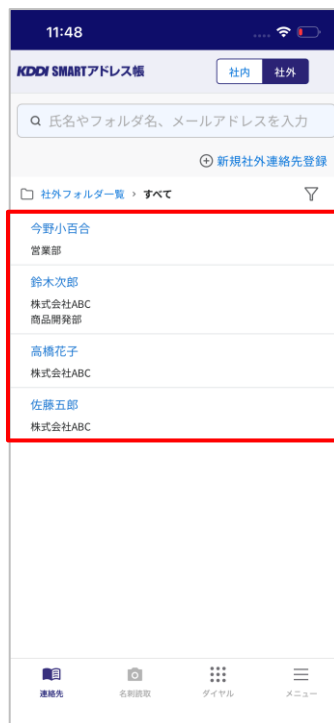 11:48
KDDI SMARTアドレス帳
社内 社外
氏名やフォルダ名、メールアドレスを入力
新規社外連絡先登録
社外フォルダ一覧 › すべて
今野小百合
営業部
鈴木次郎
株式会社ABC
商品開発部
高橋花子
株式会社ABC
佐藤五郎
株式会社ABC
連絡先 名刺読取 ダイヤル メニュー